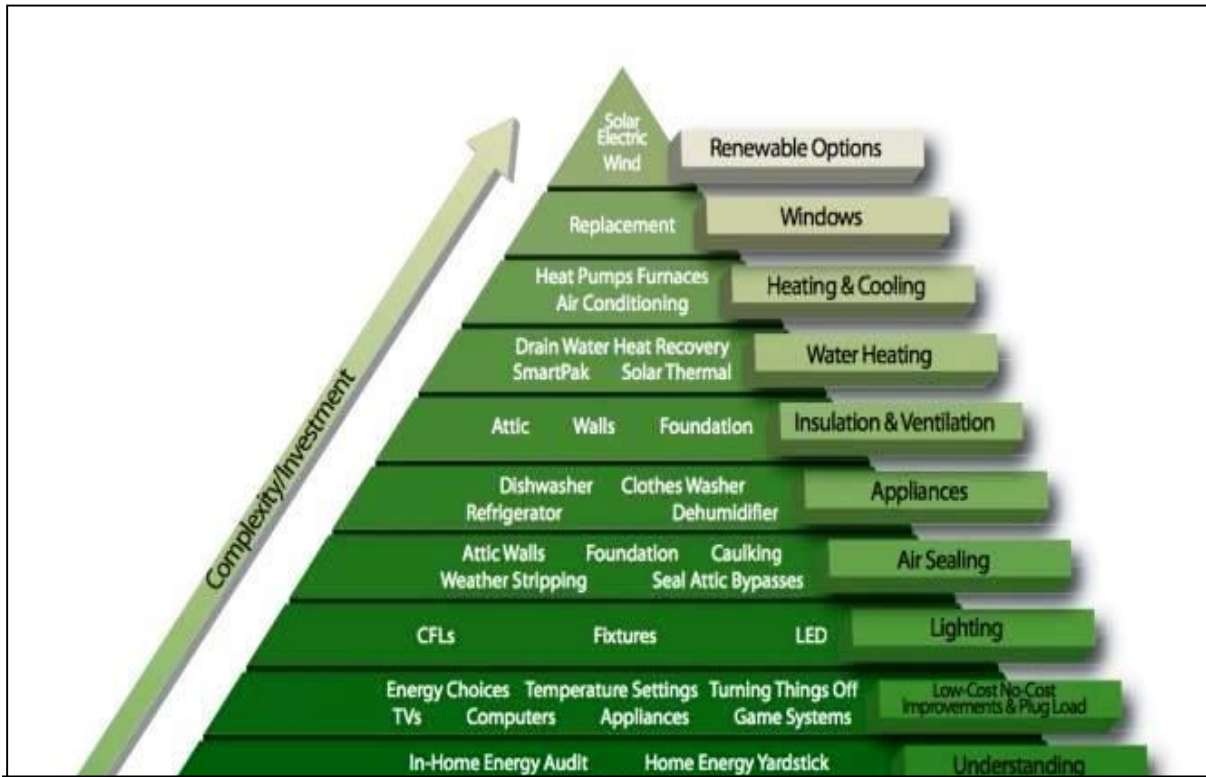 Solar
Electric
Wind
Renewable Options
Replacement
Windows
Heat Pumps Furnaces
Air Conditioning
Heating & Cooling
Drain Water Heat Recovery
SmartPak Solar Thermal
Water Heating
Attic Walls Foundation
Insulation & Ventilation
Dishwasher Clothes Washer
Refrigerator Dehumidifier
Appliances
Attic Walls Foundation Caulking
Weather Stripping Seal Attic Bypasses
Air Sealing
CFLs Fixtures LED
Lighting
Energy Choices Temperature Settings Turning Things Off
TVs Computers Appliances Game Systems
Low-Cost No-Cost
Improvements & Plug Load
In-Home Energy Audit Home Energy Yardstick
Understanding
Complexity/Investment